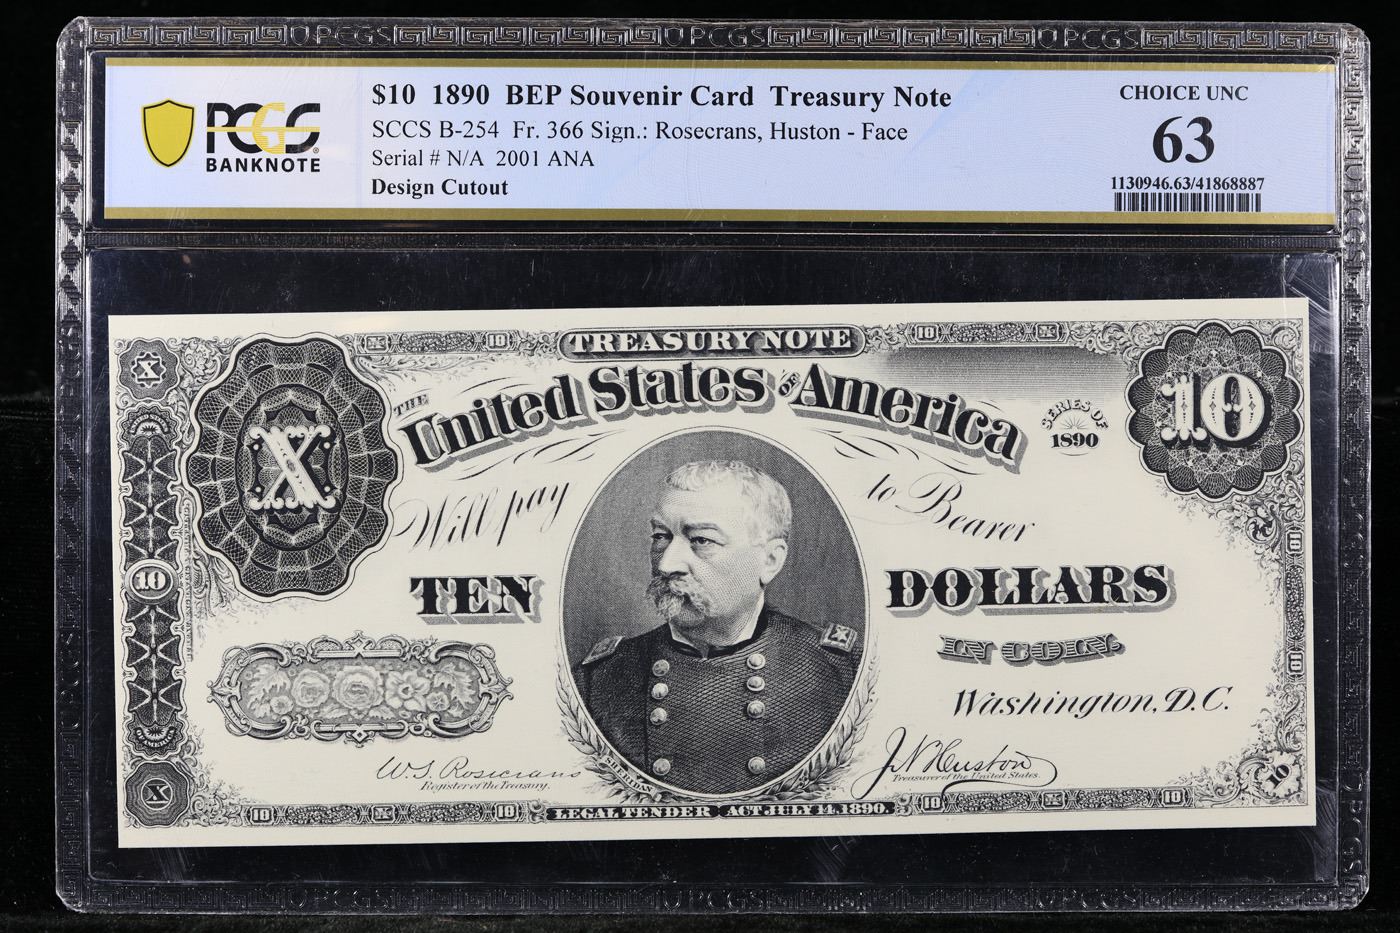 PCGS
BANKNOTE
$10 1890 BEP Souvenir Card Treasury Note
SCCS B-254 Fr. 366 Sign.: Rosecrans, Huston - Face
Serial # N/A 2001 ANA
Design Cutout
CHOICE UNC
63
1130946.63/41868887
TREASURY NOTE
THE United States of America
SERIES OF
1890
X
10
Will pay to Bearer
TEN DOLLARS
IN COIN.
Washington, D.C.
W.S. Rosecrans
Register of the Treasury.
SHERIDAN
J N Huston
Treasurer of the United States.
LEGAL TENDER ACT JULY 14, 1890.